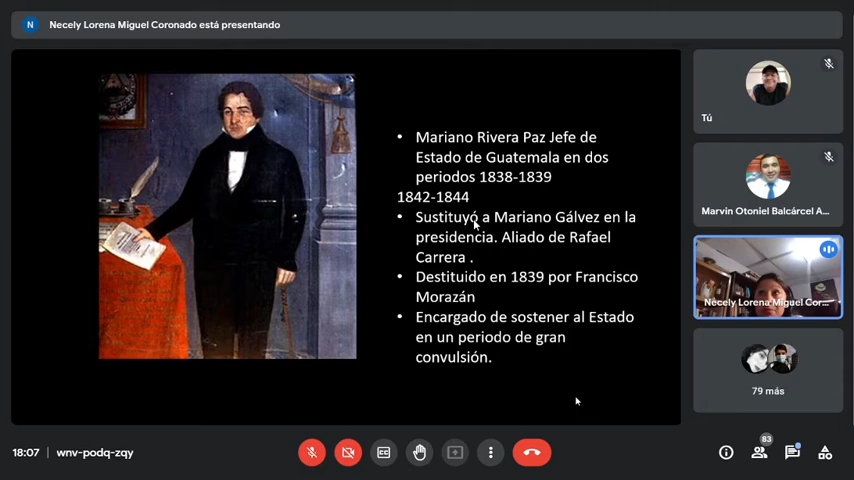 N Necely Lorena Miguel Coronado está presentando
• Mariano Rivera Paz Jefe de
Estado de Guatemala en dos
periodos 1838-1839
1842-1844
• Sustituyó a Mariano Gálvez en la
presidencia. Aliado de Rafael
Carrera .
• Destituido en 1839 por Francisco
Morazán
• Encargado de sostener al Estado
en un periodo de gran
convulsión.
Tú
Marvin Otoniel Balcárcel A...
Necely Lorena Miguel Cor...
79 más
18:07
wnv-podq-zqy
83